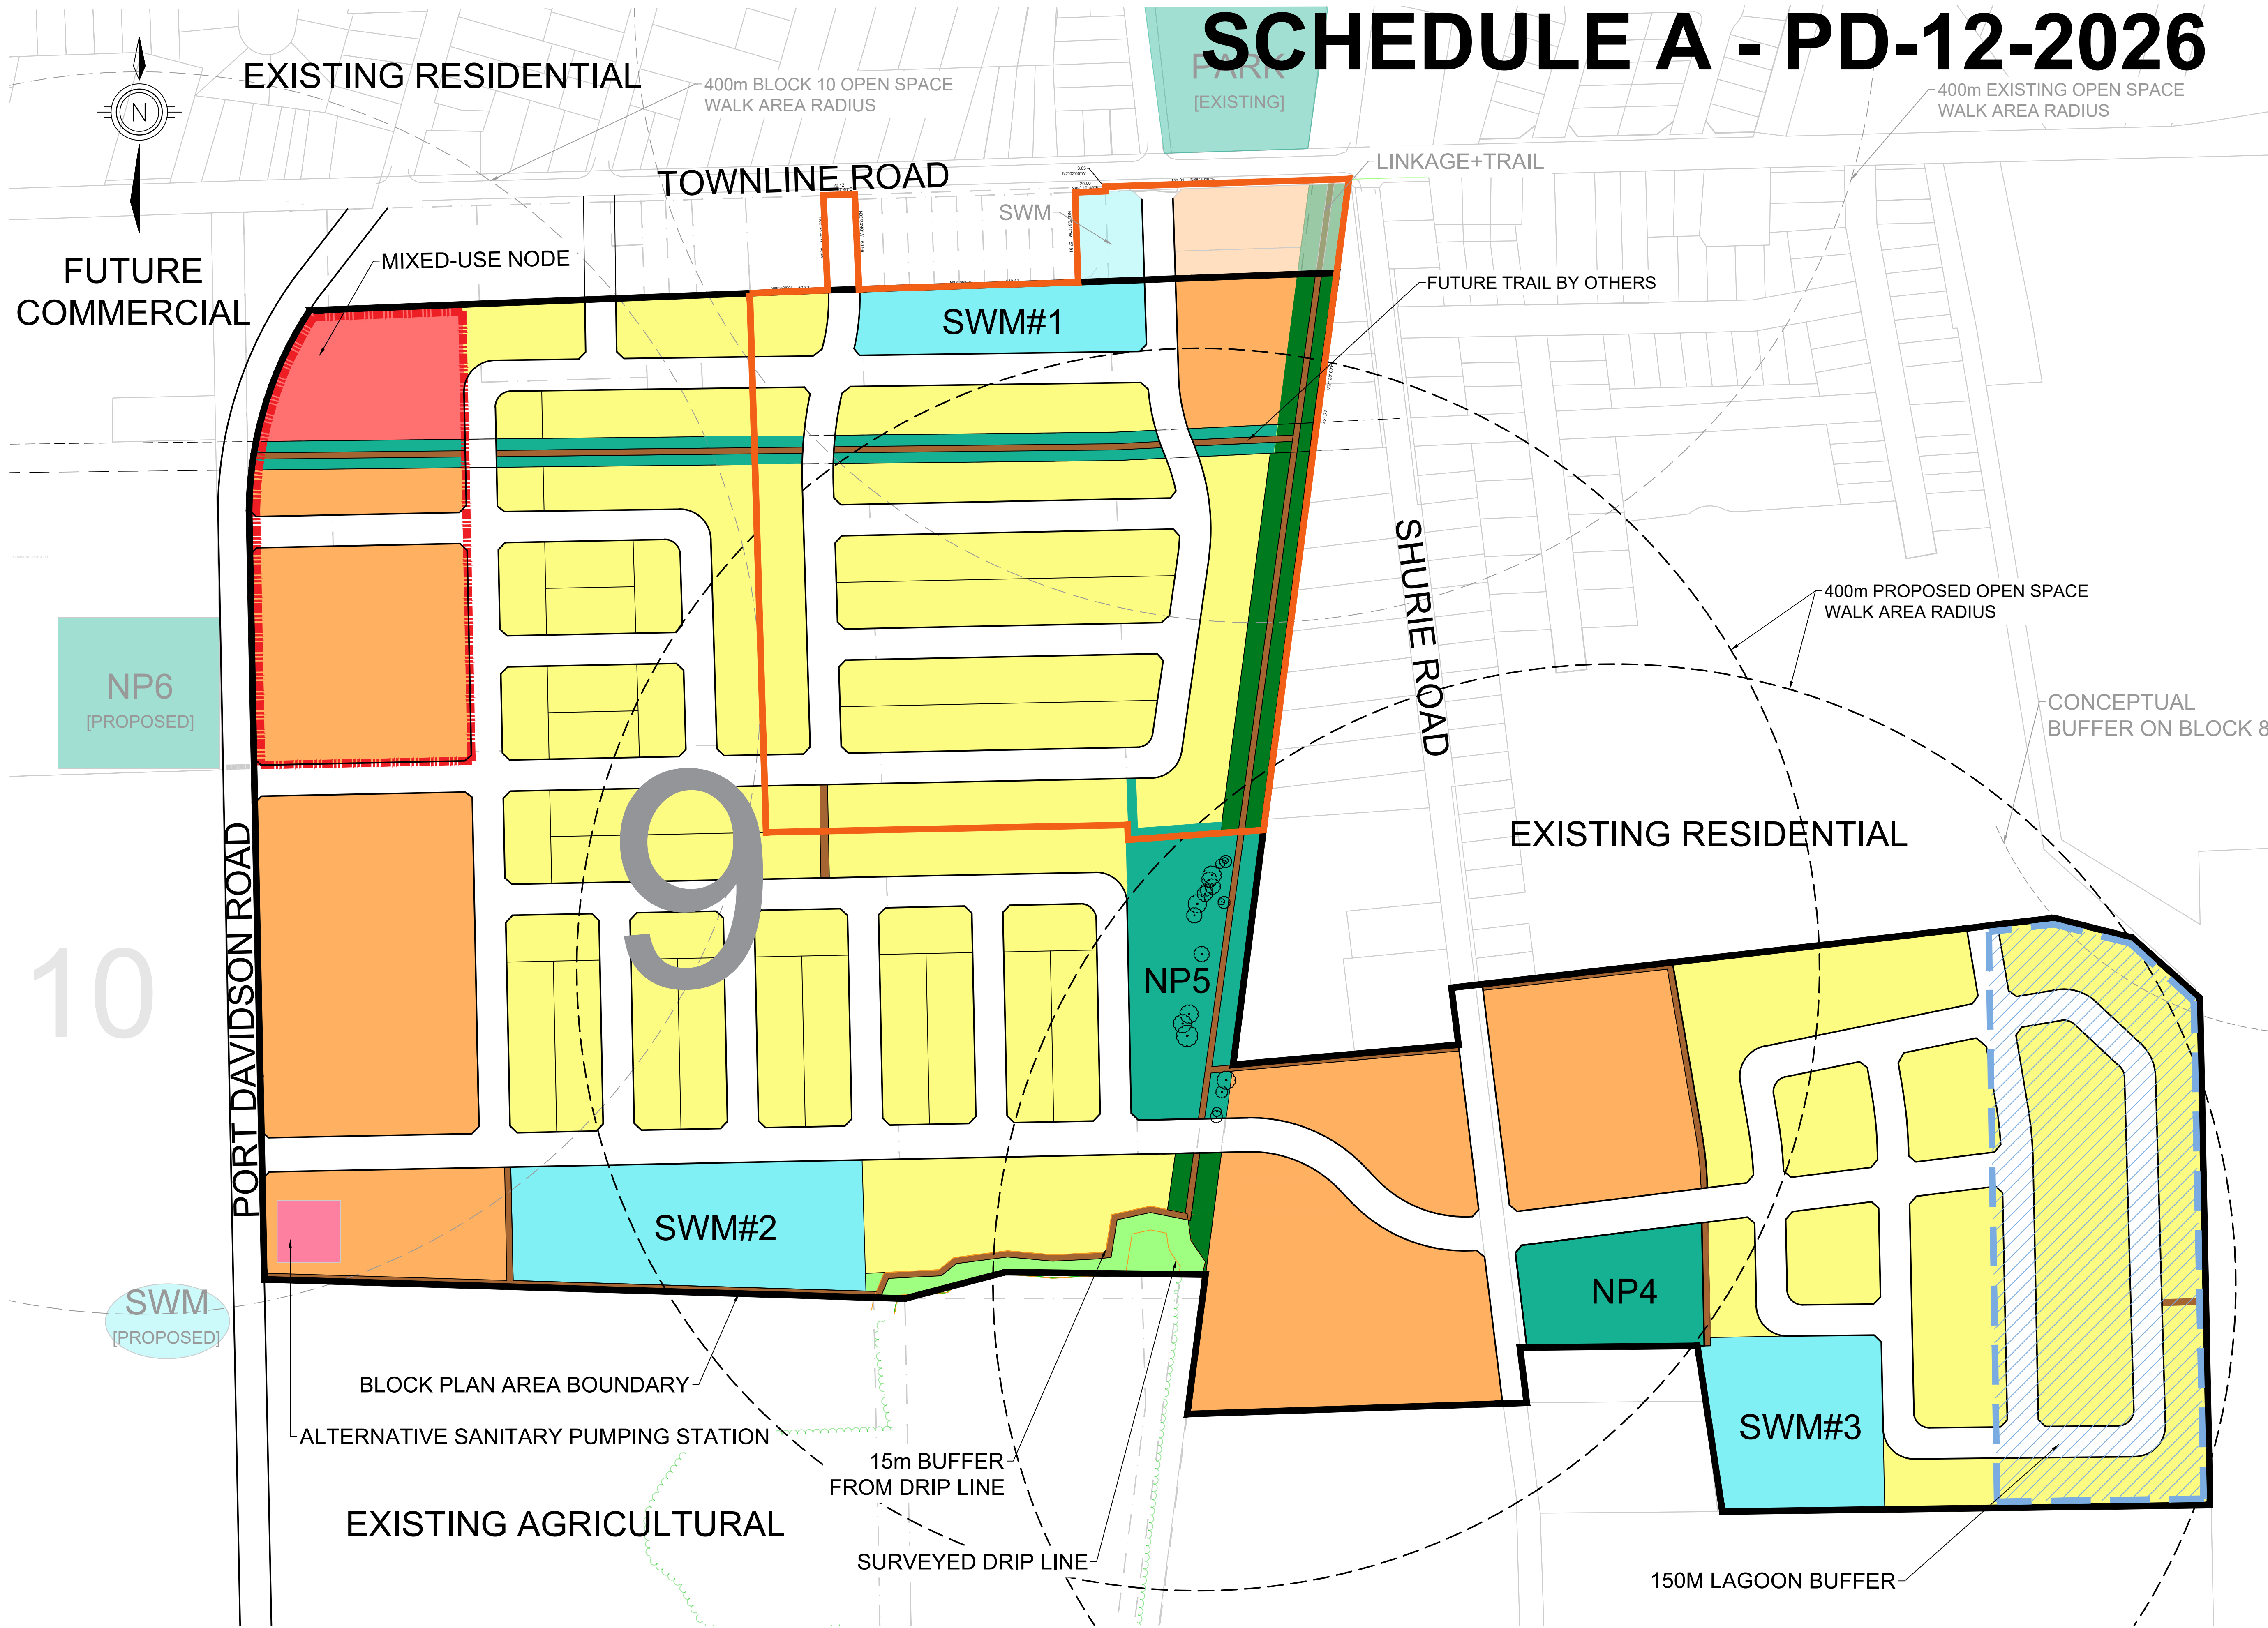 SCHEDULE A - PD-12-2026
EXISTING RESIDENTIAL
400m BLOCK 10 OPEN SPACE
WALK AREA RADIUS
PARK
[EXISTING]
400m EXISTING OPEN SPACE
WALK AREA RADIUS
N
TOWNLINE ROAD
LINKAGE+TRAIL
SWM
MIXED-USE NODE
FUTURE
COMMERCIAL
FUTURE TRAIL BY OTHERS
SWM#1
SHURIE ROAD
400m PROPOSED OPEN SPACE
WALK AREA RADIUS
NP6
[PROPOSED]
CONCEPTUAL
BUFFER ON BLOCK 8
9
EXISTING RESIDENTIAL
PORT DAVIDSON ROAD
10
NP5
SWM#2
NP4
SWM
[PROPOSED]
BLOCK PLAN AREA BOUNDARY
ALTERNATIVE SANITARY PUMPING STATION
SWM#3
15m BUFFER
FROM DRIP LINE
EXISTING AGRICULTURAL
SURVEYED DRIP LINE
150M LAGOON BUFFER